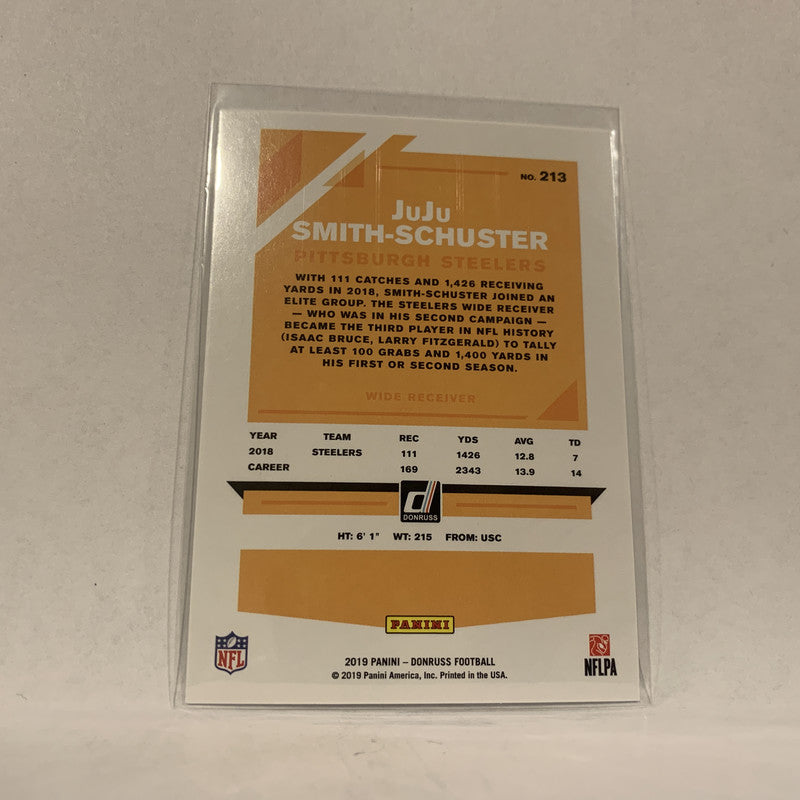 NO. 213
JuJu
SMITH-SCHUSTER
PITTSBURGH STEELERS
WITH 111 CATCHES AND 1,426 RECEIVING
YARDS IN 2018, SMITH-SCHUSTER JOINED AN
ELITE GROUP. THE STEELERS WIDE RECEIVER
— WHO WAS IN HIS SECOND CAMPAIGN —
BECAME THE THIRD PLAYER IN NFL HISTORY
(ISAAC BRUCE, LARRY FITZGERALD) TO TALLY
AT LEAST 100 GRABS AND 1,400 YARDS IN
HIS FIRST OR SECOND SEASON.
WIDE RECEIVER
YEAR TEAM REC YDS AVG TD
2018 STEELERS 111 1426 12.8 7
CAREER 169 2343 13.9 14
d
DONRUSS
HT: 6' 1" WT: 215 FROM: USC
PANINI
NFL
2019 PANINI – DONRUSS FOOTBALL
© 2019 Panini America, Inc. Printed in the USA.
NFLPA